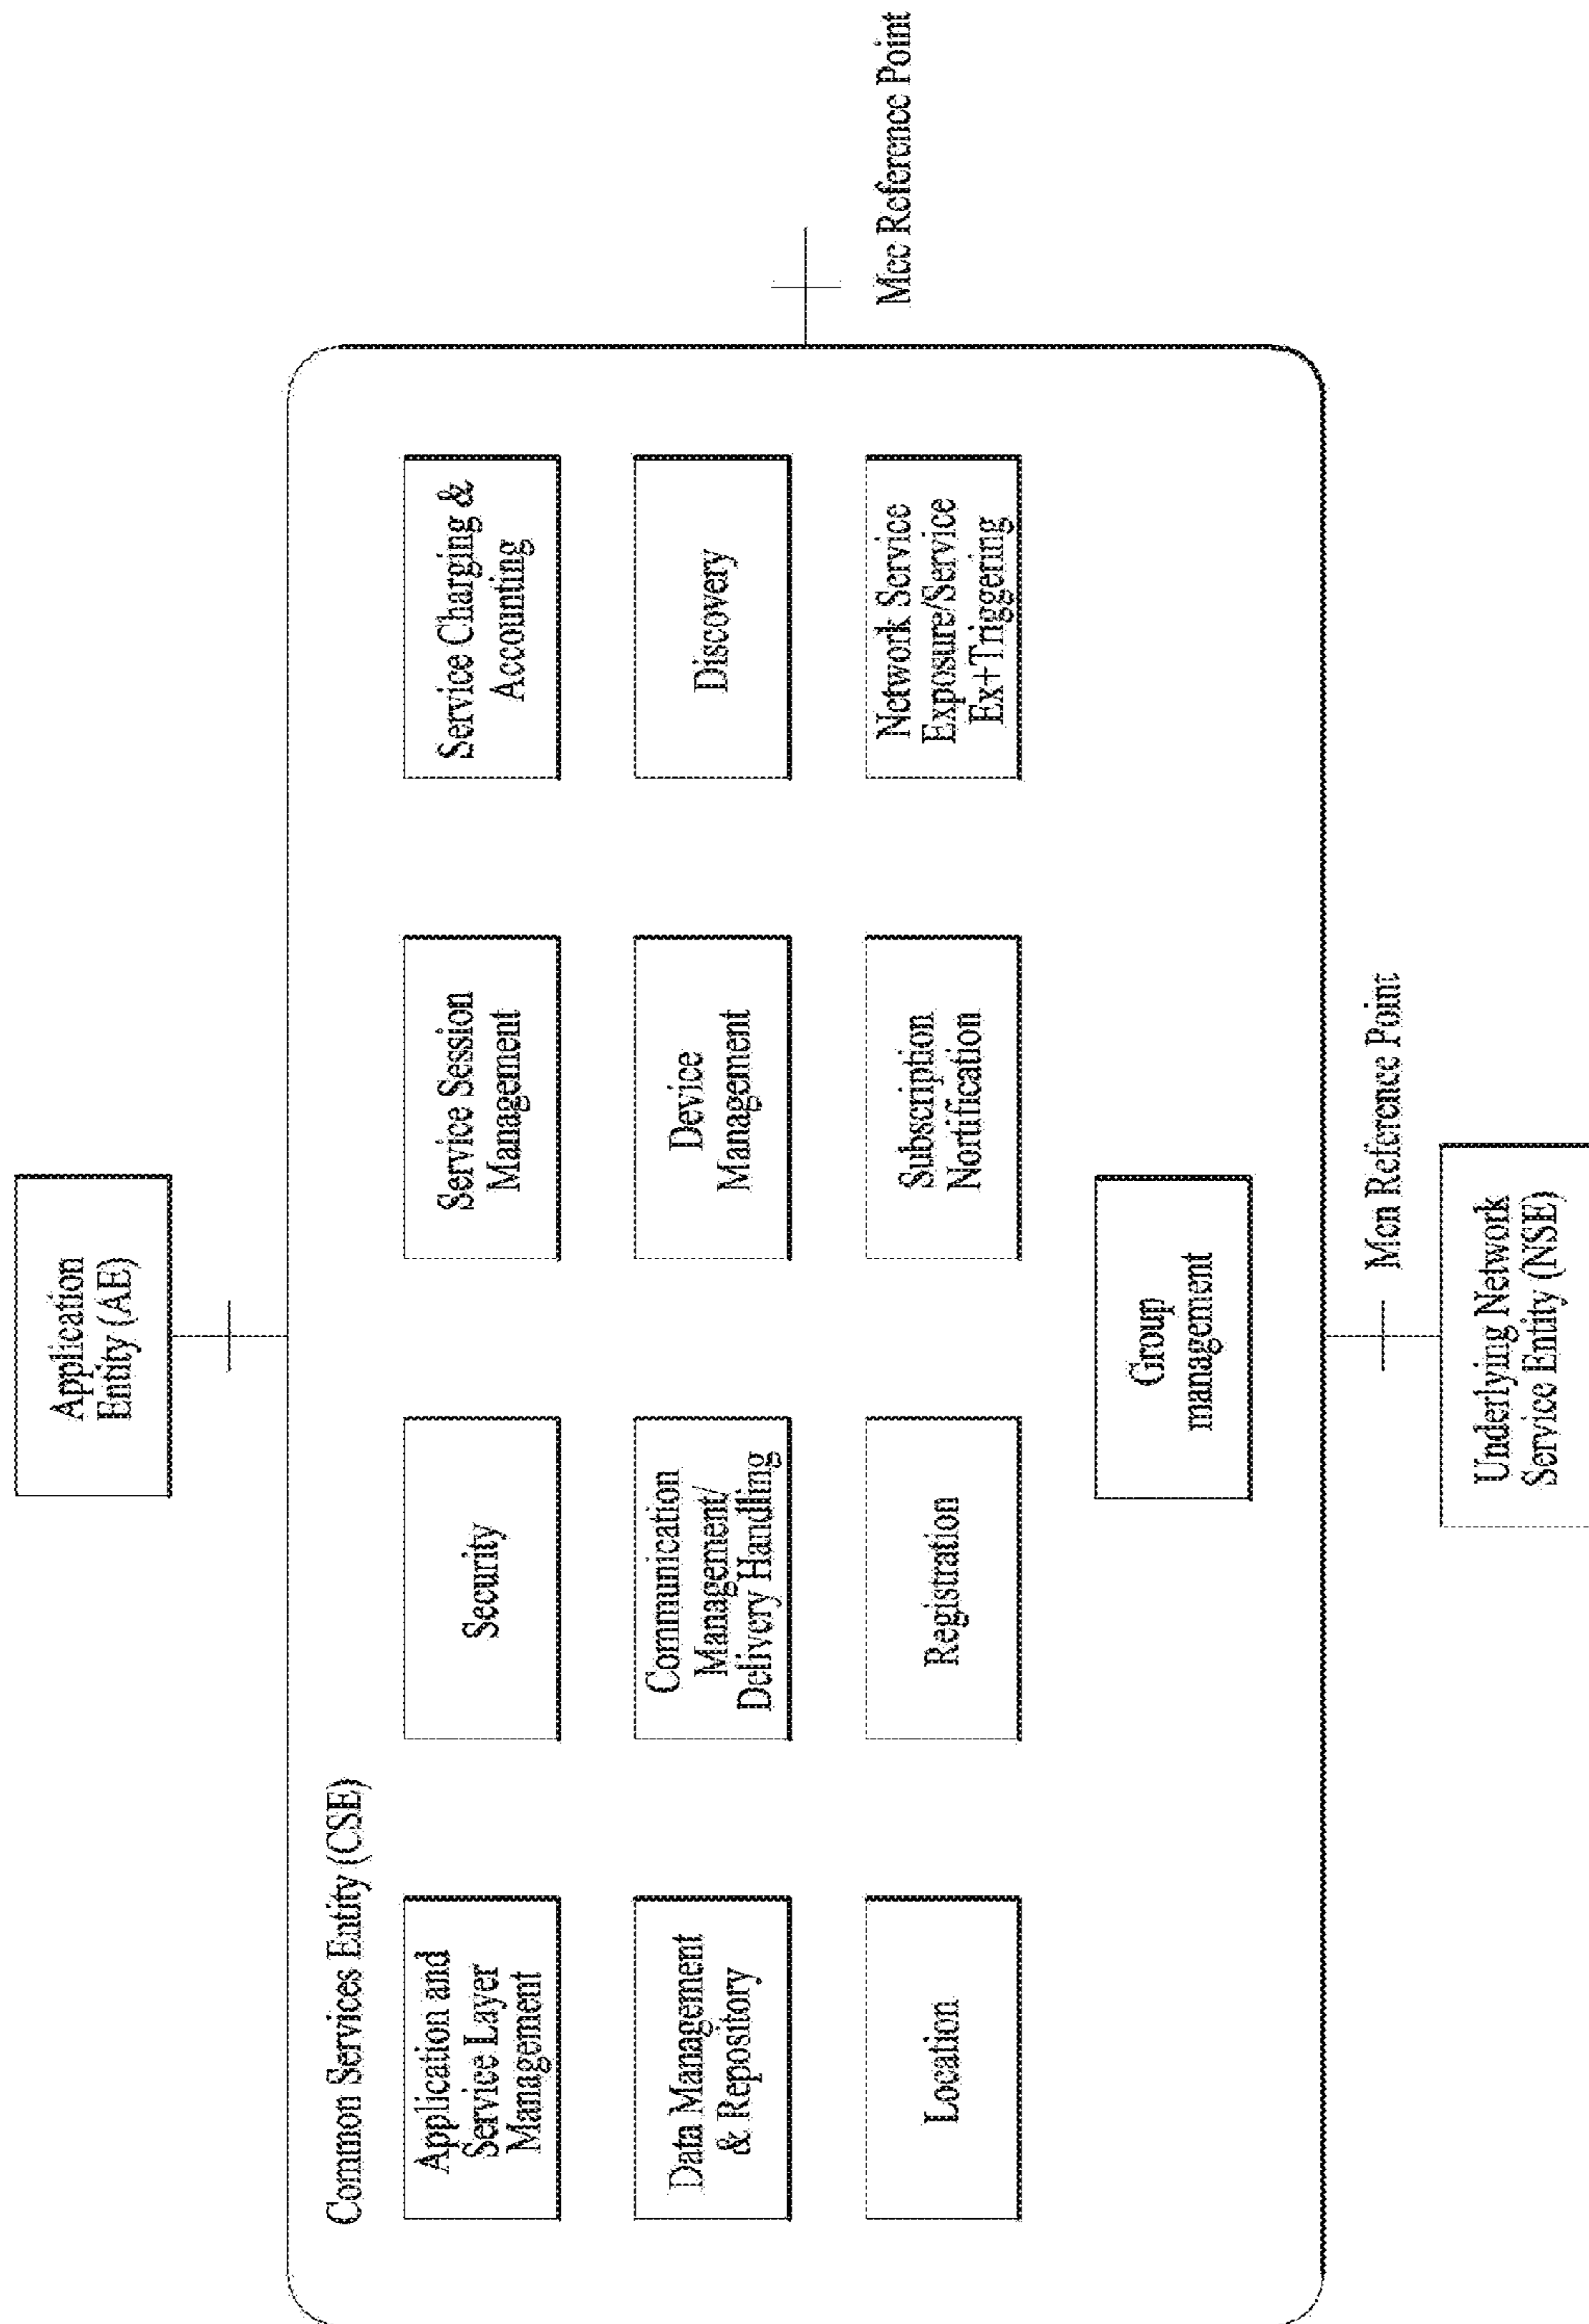 Application
Entity (AE)
Common Services Entity (CSE)
Application and
Service Layer
Management
Security
Service Session
Management
Service Charging &
Accounting
Data Management
& Repository
Communication
Management/
Delivery Handling
Device
Management
Discovery
Location
Registration
Subscription
Nortification
Network Service
Exposure/Service
Ex+Triggering
Group
management
Mcc Reference Point
Mcn Reference Point
Underlying Network
Service Entity (NSE)